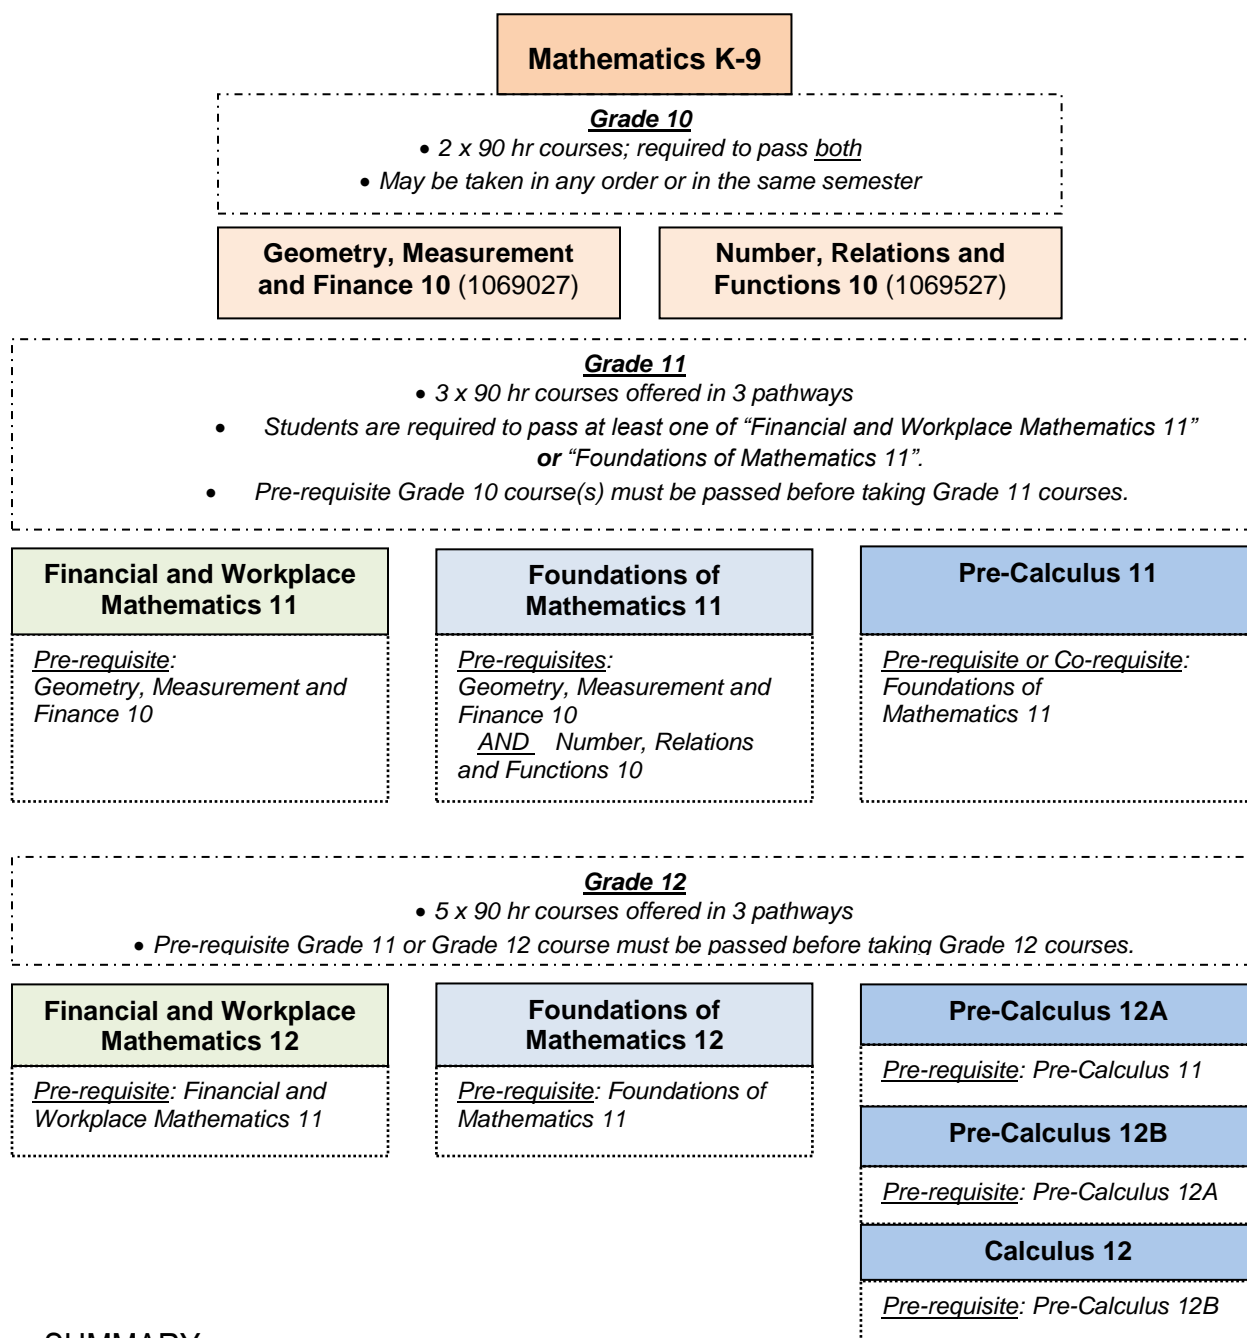 Mathematics K-9
Grade 10
• 2 x 90 hr courses; required to pass both
• May be taken in any order or in the same semester
Geometry, Measurement
and Finance 10 (1069027)
Number, Relations and
Functions 10 (1069527)
Grade 11
• 3 x 90 hr courses offered in 3 pathways
• Students are required to pass at least one of “Financial and Workplace Mathematics 11”
or “Foundations of Mathematics 11”.
• Pre-requisite Grade 10 course(s) must be passed before taking Grade 11 courses.
Financial and Workplace
Mathematics 11
Pre-requisite:
Geometry, Measurement and
Finance 10
Foundations of
Mathematics 11
Pre-requisites:
Geometry, Measurement and
Finance 10
AND Number, Relations
and Functions 10
Pre-Calculus 11
Pre-requisite or Co-requisite:
Foundations of
Mathematics 11
Grade 12
• 5 x 90 hr courses offered in 3 pathways
• Pre-requisite Grade 11 or Grade 12 course must be passed before taking Grade 12 courses.
Financial and Workplace
Mathematics 12
Pre-requisite: Financial and
Workplace Mathematics 11
Foundations of
Mathematics 12
Pre-requisite: Foundations of
Mathematics 11
Pre-Calculus 12A
Pre-requisite: Pre-Calculus 11
Pre-Calculus 12B
Pre-requisite: Pre-Calculus 12A
Calculus 12
Pre-requisite: Pre-Calculus 12B
SUMMARY